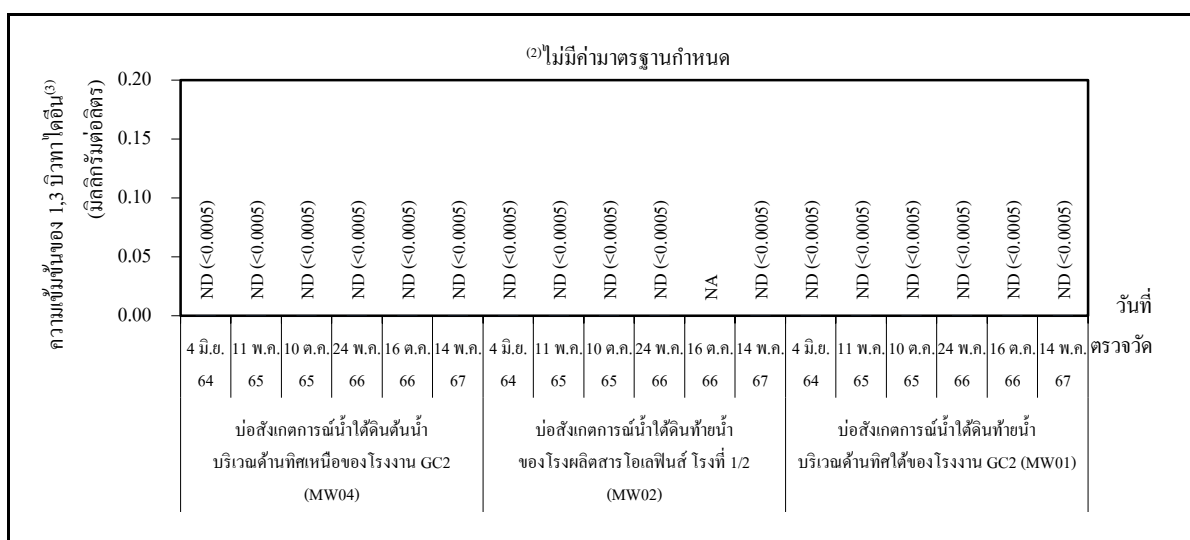 (2)ไม่มีค่ามาตรฐานกำหนด
ความเข้มข้นของ 1,3 บิวทาไดอีน(3)
(มิลลิกรัมต่อลิตร)
0.20
0.15
0.10
0.05
0.00
ND (<0.0005) ND (<0.0005) ND (<0.0005) ND (<0.0005) ND (<0.0005) ND (<0.0005) ND (<0.0005) ND (<0.0005) ND (<0.0005) ND (<0.0005) NA ND (<0.0005) ND (<0.0005) ND (<0.0005) ND (<0.0005) ND (<0.0005) ND (<0.0005) ND (<0.0005)
วันที่
4 มิ.ย. 11 พ.ค. 10 ต.ค. 24 พ.ค. 16 ต.ค. 14 พ.ค. 4 มิ.ย. 11 พ.ค. 10 ต.ค. 24 พ.ค. 16 ต.ค. 14 พ.ค. 4 มิ.ย. 11 พ.ค. 10 ต.ค. 24 พ.ค. 16 ต.ค. 14 พ.ค. ตรวจวัด
64 65 65 66 66 67 64 65 65 66 66 67 64 65 65 66 66 67
บ่อสังเกตการณ์น้ำใต้ดินต้นน้ำ
บริเวณด้านทิศเหนือของโรงงาน GC2
(MW04)
บ่อสังเกตการณ์น้ำใต้ดินท้ายน้ำ
ของโรงผลิตสารโอเลฟินส์ โรงที่ 1/2
(MW02)
บ่อสังเกตการณ์น้ำใต้ดินท้ายน้ำ
บริเวณด้านทิศใต้ของโรงงาน GC2 (MW01)